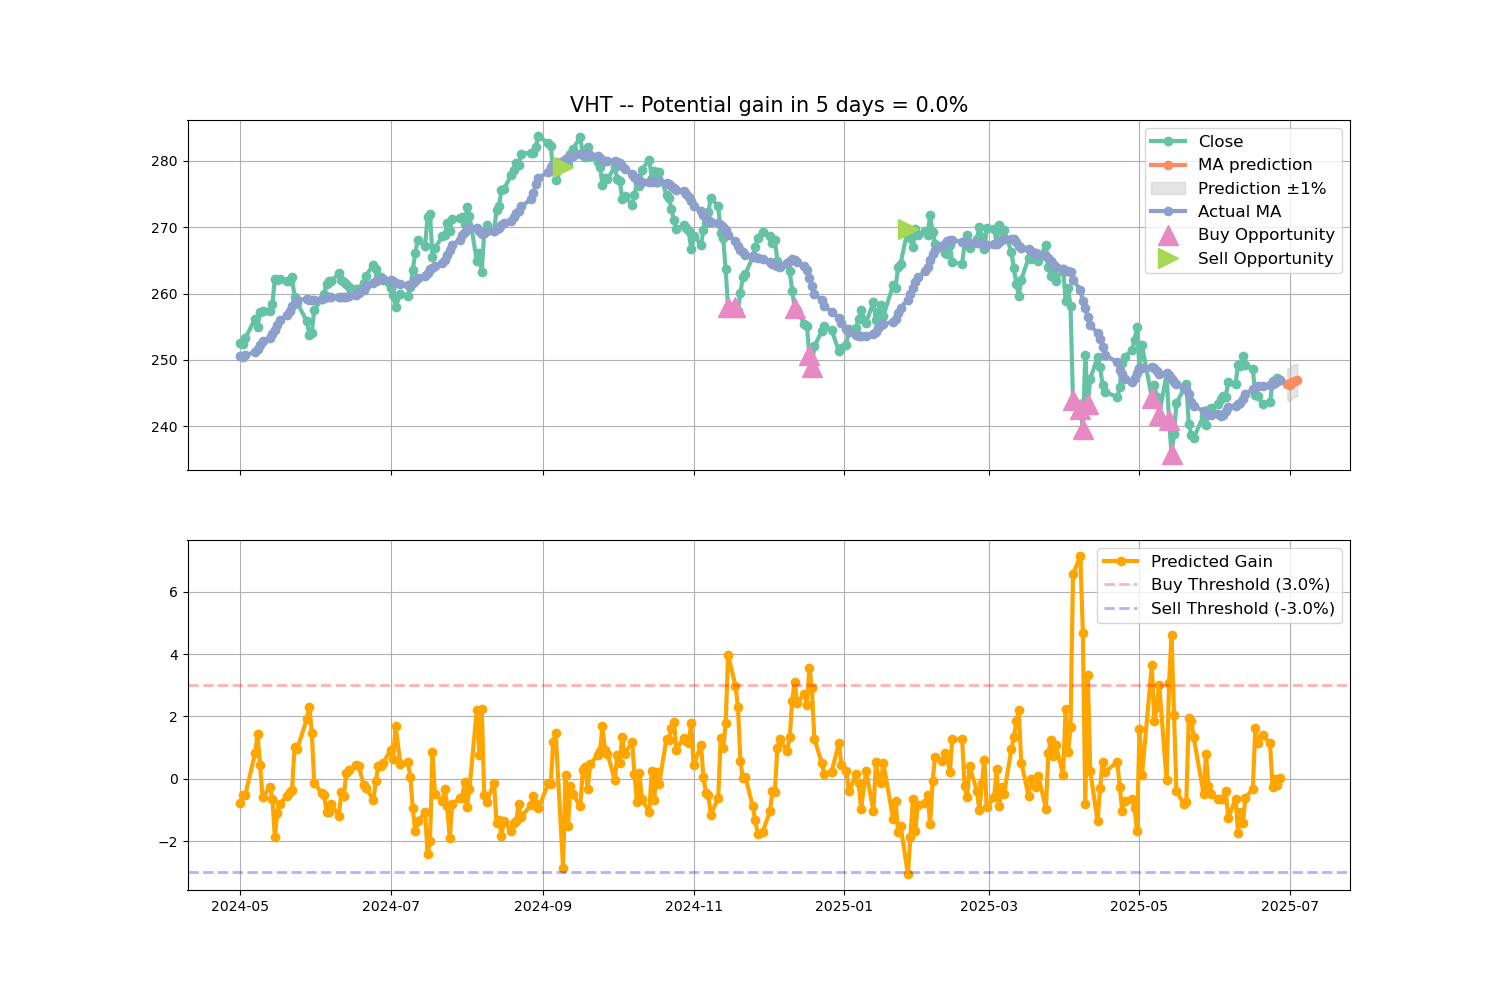 VHT -- Potential gain in 5 days = 0.0%
280
270
260
250
240
Close
MA prediction
Prediction ±1%
Actual MA
Buy Opportunity
Sell Opportunity
6
4
2
0
−2
Predicted Gain
Buy Threshold (3.0%)
Sell Threshold (-3.0%)
2024-05
2024-07
2024-09
2024-11
2025-01
2025-03
2025-05
2025-07